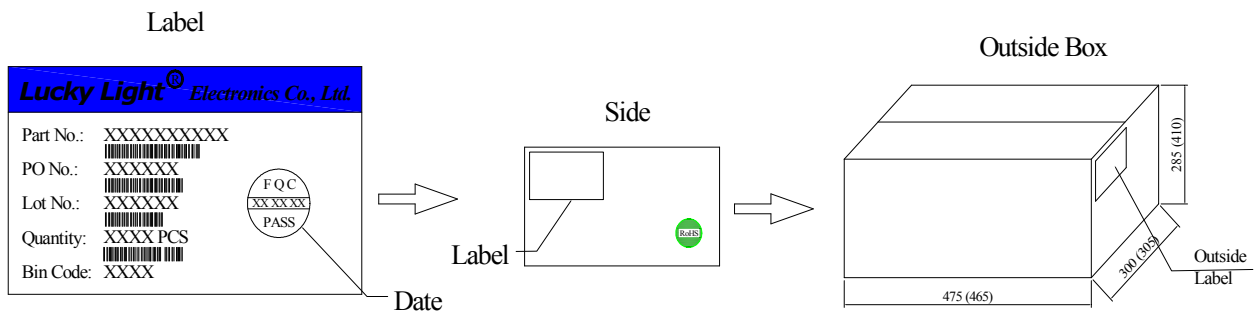 Label
Lucky Light® Electronics Co., Ltd.
Part No.: XXXXXXXXXX
PO No.: XXXXXX
Lot No.: XXXXXX
Quantity: XXXX PCS
Bin Code: XXXX
FQC
XX XX XX
PASS
Date
Side
Label
RoHS
Outside Box
285 (410)
300 (305)
475 (465)
Outside
Label